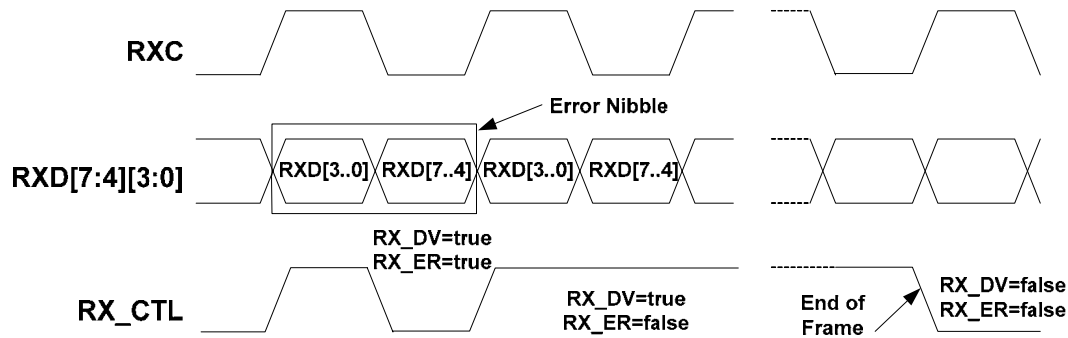 RXC
Error Nibble
RXD[7:4][3:0]
RXD[3..0] RXD[7..4] RXD[3..0] RXD[7..4]
RX_DV=true
RX_ER=true
RX_CTL
RX_DV=true
RX_ER=false
End of
Frame
RX_DV=false
RX_ER=false